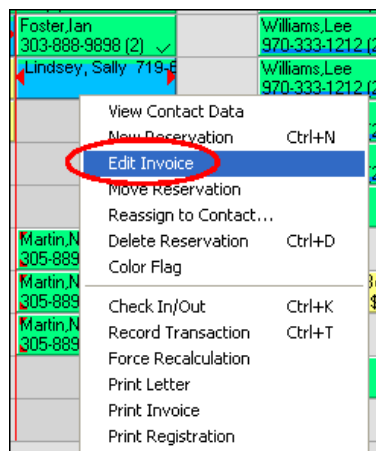 Foster,Ian
303-888-9898 (2)
Williams,Lee
970-333-1212 (2
Lindsey, Sally 719-6
Williams,Lee
970-333-1212 (2
View Contact Data
New Reservation Ctrl+N
Edit Invoice
Move Reservation
Reassign to Contact...
Delete Reservation Ctrl+D
Color Flag
Martin,N
305-889
Martin,N
305-889
Martin,N
305-889
Check In/Out Ctrl+K
Record Transaction Ctrl+T
Force Recalculation
Print Letter
Print Invoice
Print Registration